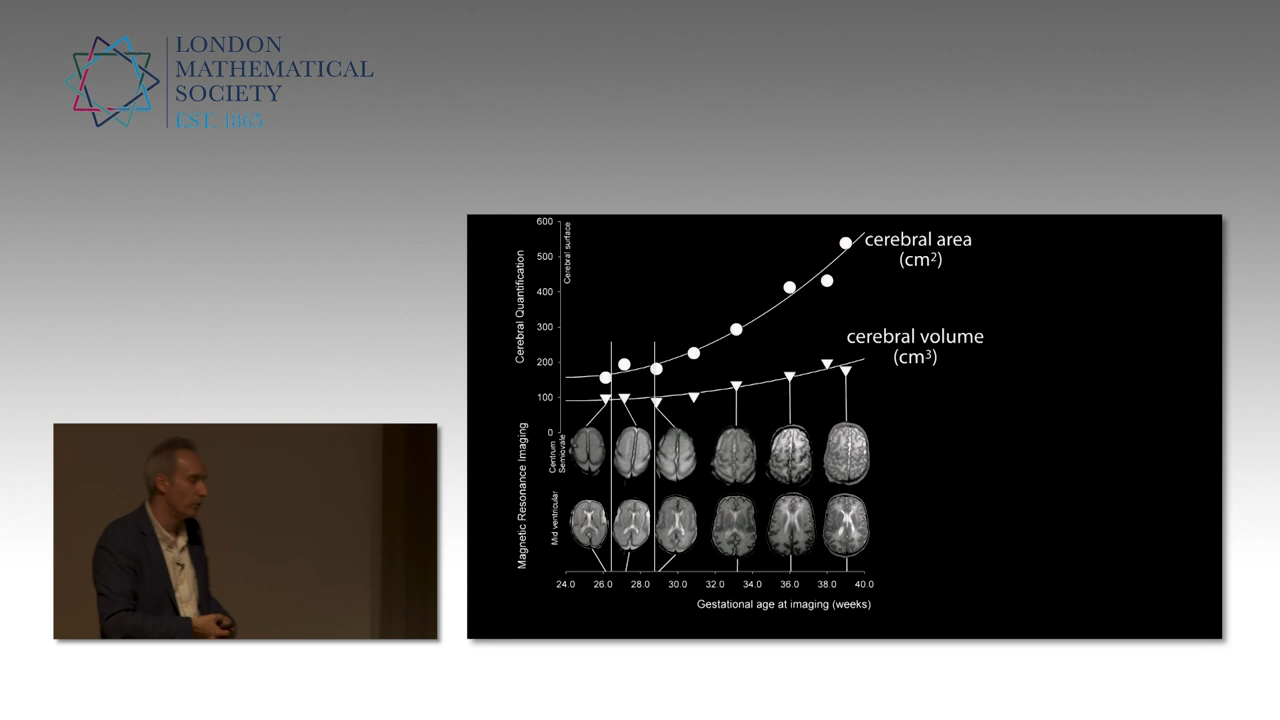 LONDON
MATHEMATICAL
SOCIETY
EST. 1865
600
500
400
300
200
100
0
Cerebral Quantification
Cerebral surface
cerebral area
(cm²)
cerebral volume
(cm³)
Magnetic Resonance Imaging
Centrum
Semiovale
Mid ventricular
24.0 26.0 28.0 30.0 32.0 34.0 36.0 38.0 40.0
Gestational age at imaging (weeks)